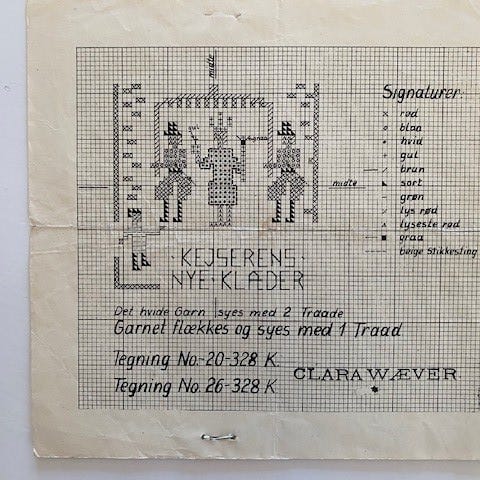 midte
Signaturer:
x rød
o blaa
• hvid
+ gul
/ brun
sort
– grøn
lys rød
lyseste rød
■ graa
beige Stikkesting
gul
midte
·KEJSERENS·
NYE·KLÆDER
Det hvide Garn syes med 2 Traade
Garnet flækkes og syes med 1 Traad
Tegning No.-20-328 K.
Tegning No. 26-328 K
CLARA WÆVER